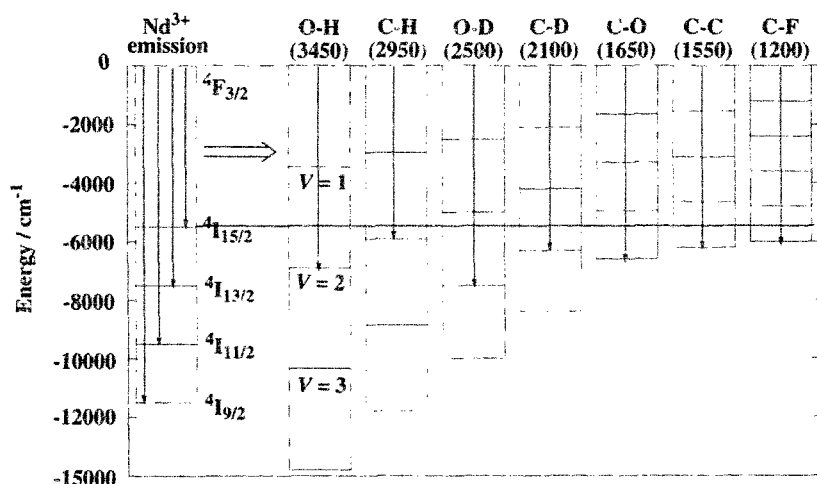 Nd³⁺ O-H C-H O-D C-D C-O C-C C-F
emission (3450) (2950) (2500) (2100) (1650) (1550) (1200)
0
⁴F₃/₂
-2000
V = 1
-4000
⁴I₁₅/₂
-6000
V = 2
⁴I₁₃/₂
-8000
⁴I₁₁/₂
-10000
V = 3
⁴I₉/₂
-12000
-15000
Energy / cm⁻¹